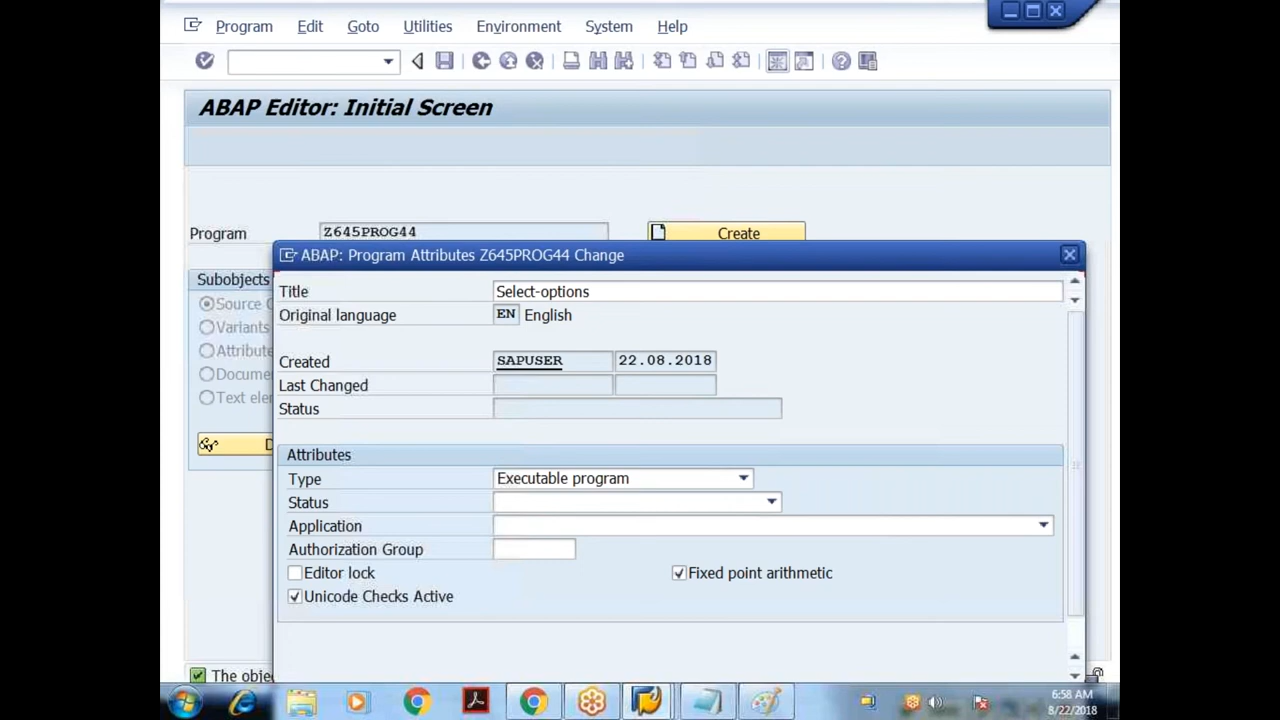 Program Edit Goto Utilities Environment System Help
ABAP Editor: Initial Screen
Program Z645PROG44 Create
ABAP: Program Attributes Z645PROG44 Change
Subobjects
Title Select-options
Source
Original language EN English
Variants
Attribute
Created SAPUSER 22.08.2018
Docume
Last Changed
Text ele
Status
D
Attributes
Type Executable program
Status
Application
Authorization Group
Editor lock Fixed point arithmetic
Unicode Checks Active
The obje
6:58 AM
8/22/2018